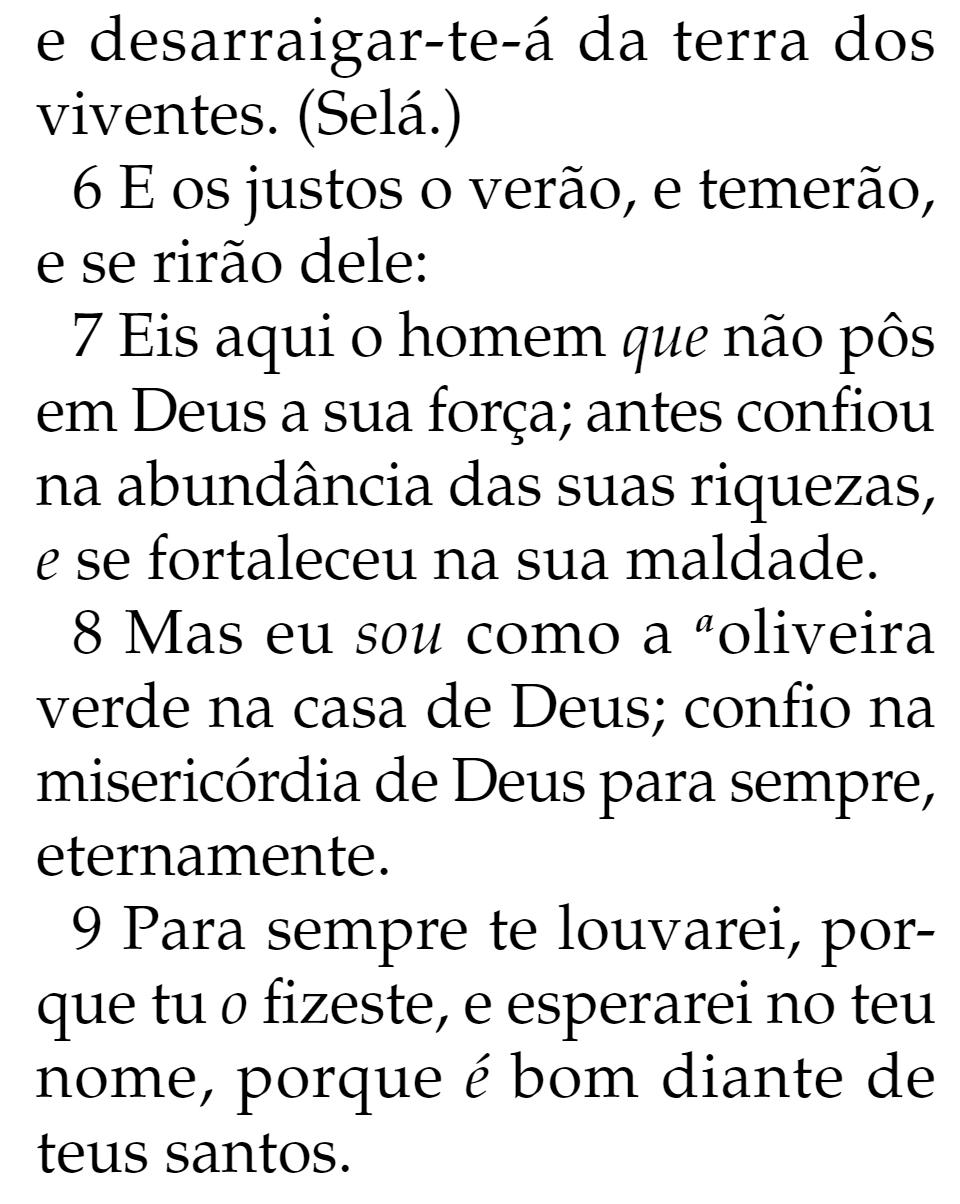 e desarraigar-te-á da terra dos
viventes. (Selá.)
6 E os justos o verão, e temerão,
e se rirão dele:
7 Eis aqui o homem que não pôs
em Deus a sua força; antes confiou
na abundância das suas riquezas,
e se fortaleceu na sua maldade.
8 Mas eu sou como a ᵃoliveira
verde na casa de Deus; confio na
misericórdia de Deus para sempre,
eternamente.
9 Para sempre te louvarei, por-
que tu o fizeste, e esperarei no teu
nome, porque é bom diante de
teus santos.